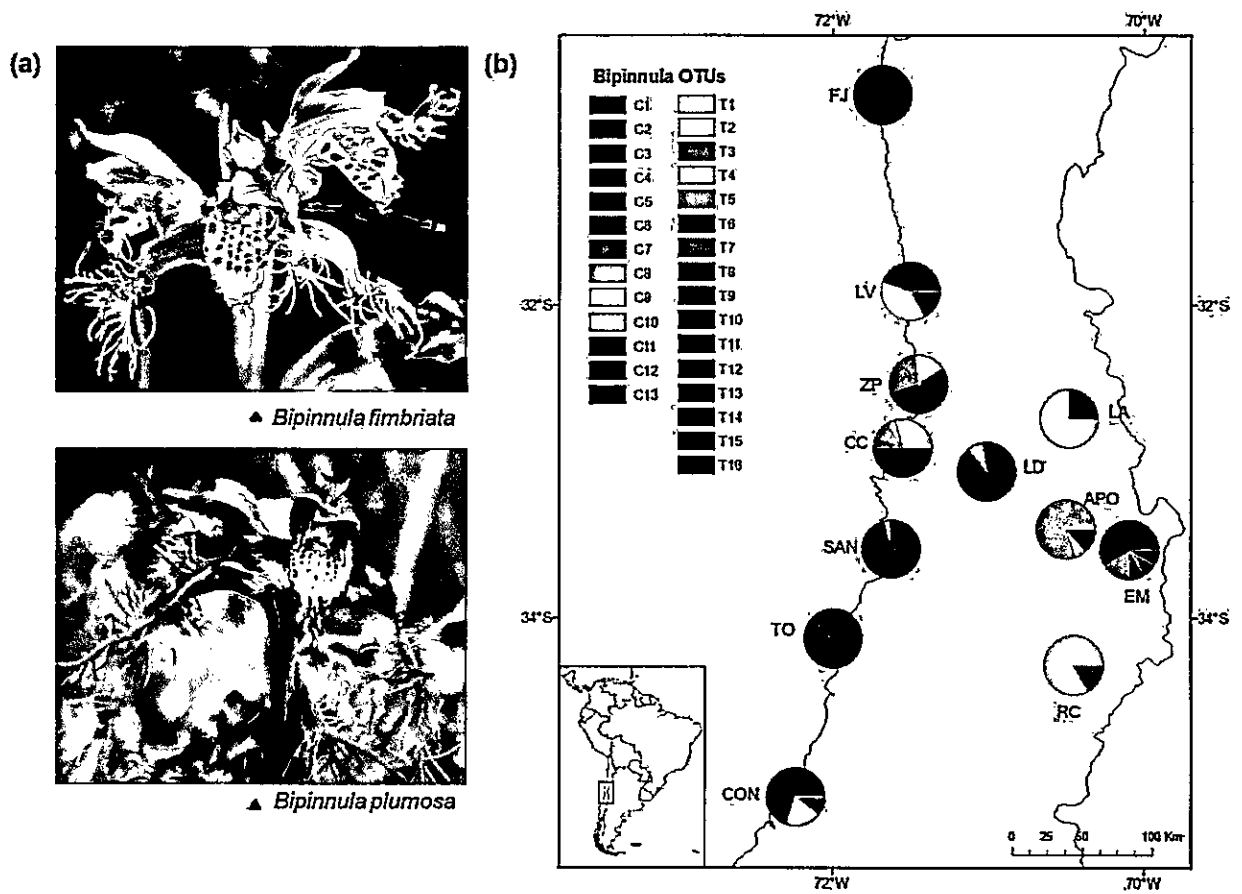 (a)
Bipinnula fimbriata
Bipinnula plumosa
(b)
72°W 70°W
Bipinnula OTUs
C1 T1
C2 T2
C3 T3
C4 T4
C5 T5
C6 T6
C7 T7
C8 T8
C9 T9
C10 T10
C11 T11
C12 T12
C13 T13
T14
T15
T16
FJ
32°S LV 32°S
ZP
LA
CC
LD
APO
SAN
EM
34°S TO 34°S
RC
CON
0 25 50 100 Km
72°W 70°W